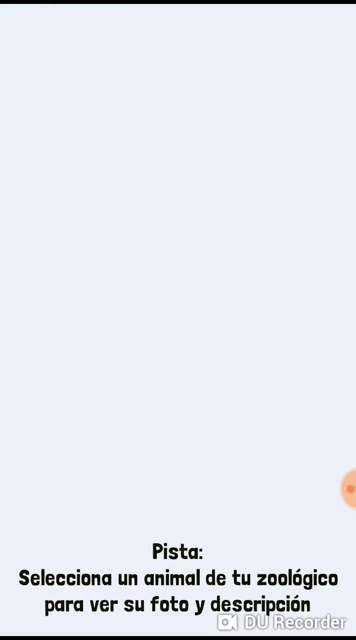 Pista:
Selecciona un animal de tu zoológico
para ver su foto y descripción
DU Recorder